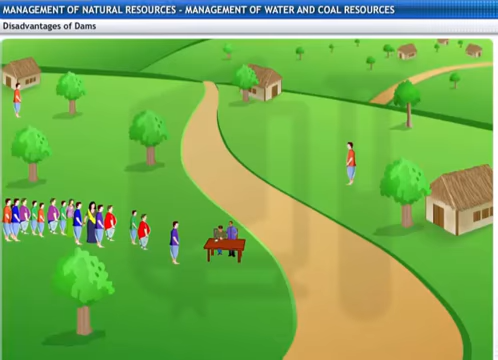 MANAGEMENT OF NATURAL RESOURCES - MANAGEMENT OF WATER AND COAL RESOURCES
Disadvantages of Dams